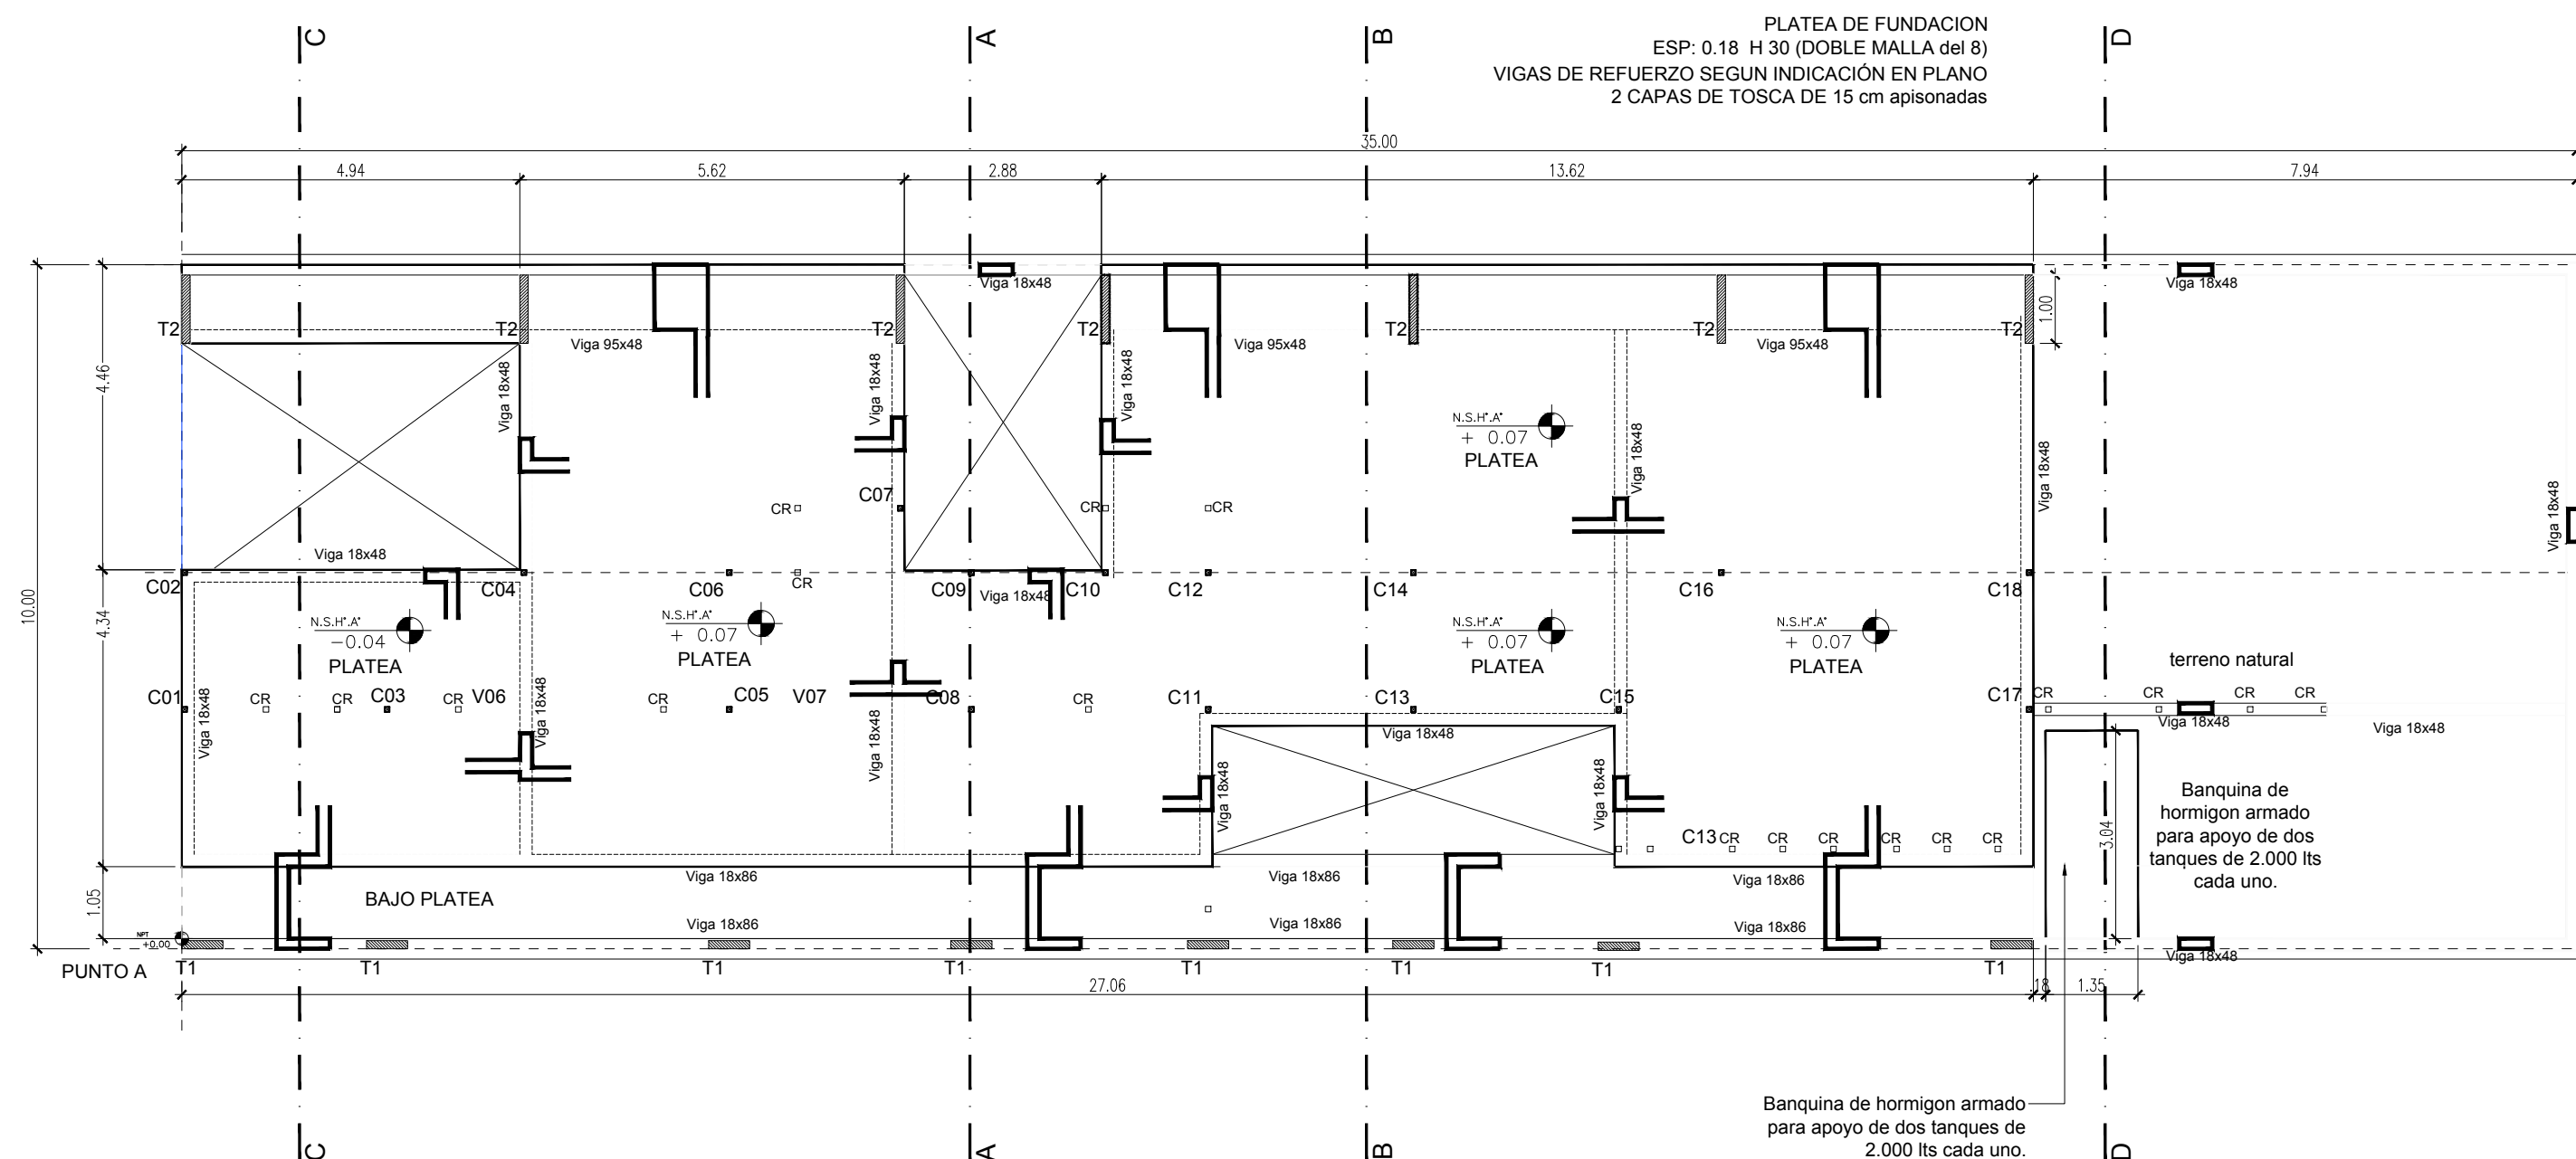 PLATEA DE FUNDACION
ESP: 0.18 H 30 (DOBLE MALLA del 8)
VIGAS DE REFUERZO SEGUN INDICACIÓN EN PLANO
2 CAPAS DE TOSCA DE 15 cm apisonadas
C
A
B
D
35.00
4.94
5.62
2.88
13.62
7.94
Viga 18x48
Viga 18x48
1.00
T2
T2
T2
T2
T2
T2
T2
Viga 95x48
Viga 95x48
Viga 95x48
4.46
Viga 18x48
Viga 18x48
Viga 18x48
N.S.Hº.Aº
+ 0.07
PLATEA
Viga 18x48
Viga 18x48
Viga 18x48
C07
CR
CR
CR
Viga 18x48
C02
C04
C06
CR
C09
Viga 18x48
C10
C12
C14
C16
C18
10.00
4.34
N.S.Hº.Aº
-0.04
PLATEA
N.S.Hº.Aº
+ 0.07
PLATEA
N.S.Hº.Aº
+ 0.07
PLATEA
N.S.Hº.Aº
+ 0.07
PLATEA
terreno natural
C01
CR
CR
C03
CR
V06
CR
C05
V07
C08
CR
C11
C13
C15
C17
CR
CR
CR
CR
Viga 18x48
Viga 18x48
Viga 18x48
Viga 18x48
Viga 18x48
Viga 18x48
Viga 18x48
Viga 18x48
C13
CR
CR
CR
CR
CR
CR
3.04
Banquina de
hormigon armado
para apoyo de dos
tanques de 2.000 lts
cada uno.
Viga 18x86
Viga 18x86
Viga 18x86
1.05
BAJO PLATEA
Viga 18x86
Viga 18x86
Viga 18x86
NPT
+0.00
Viga 18x48
PUNTO A
T1
T1
T1
T1
T1
T1
T1
T1
27.06
.18
1.35
Banquina de hormigon armado
para apoyo de dos tanques de
2.000 lts cada uno.
C
A
B
D